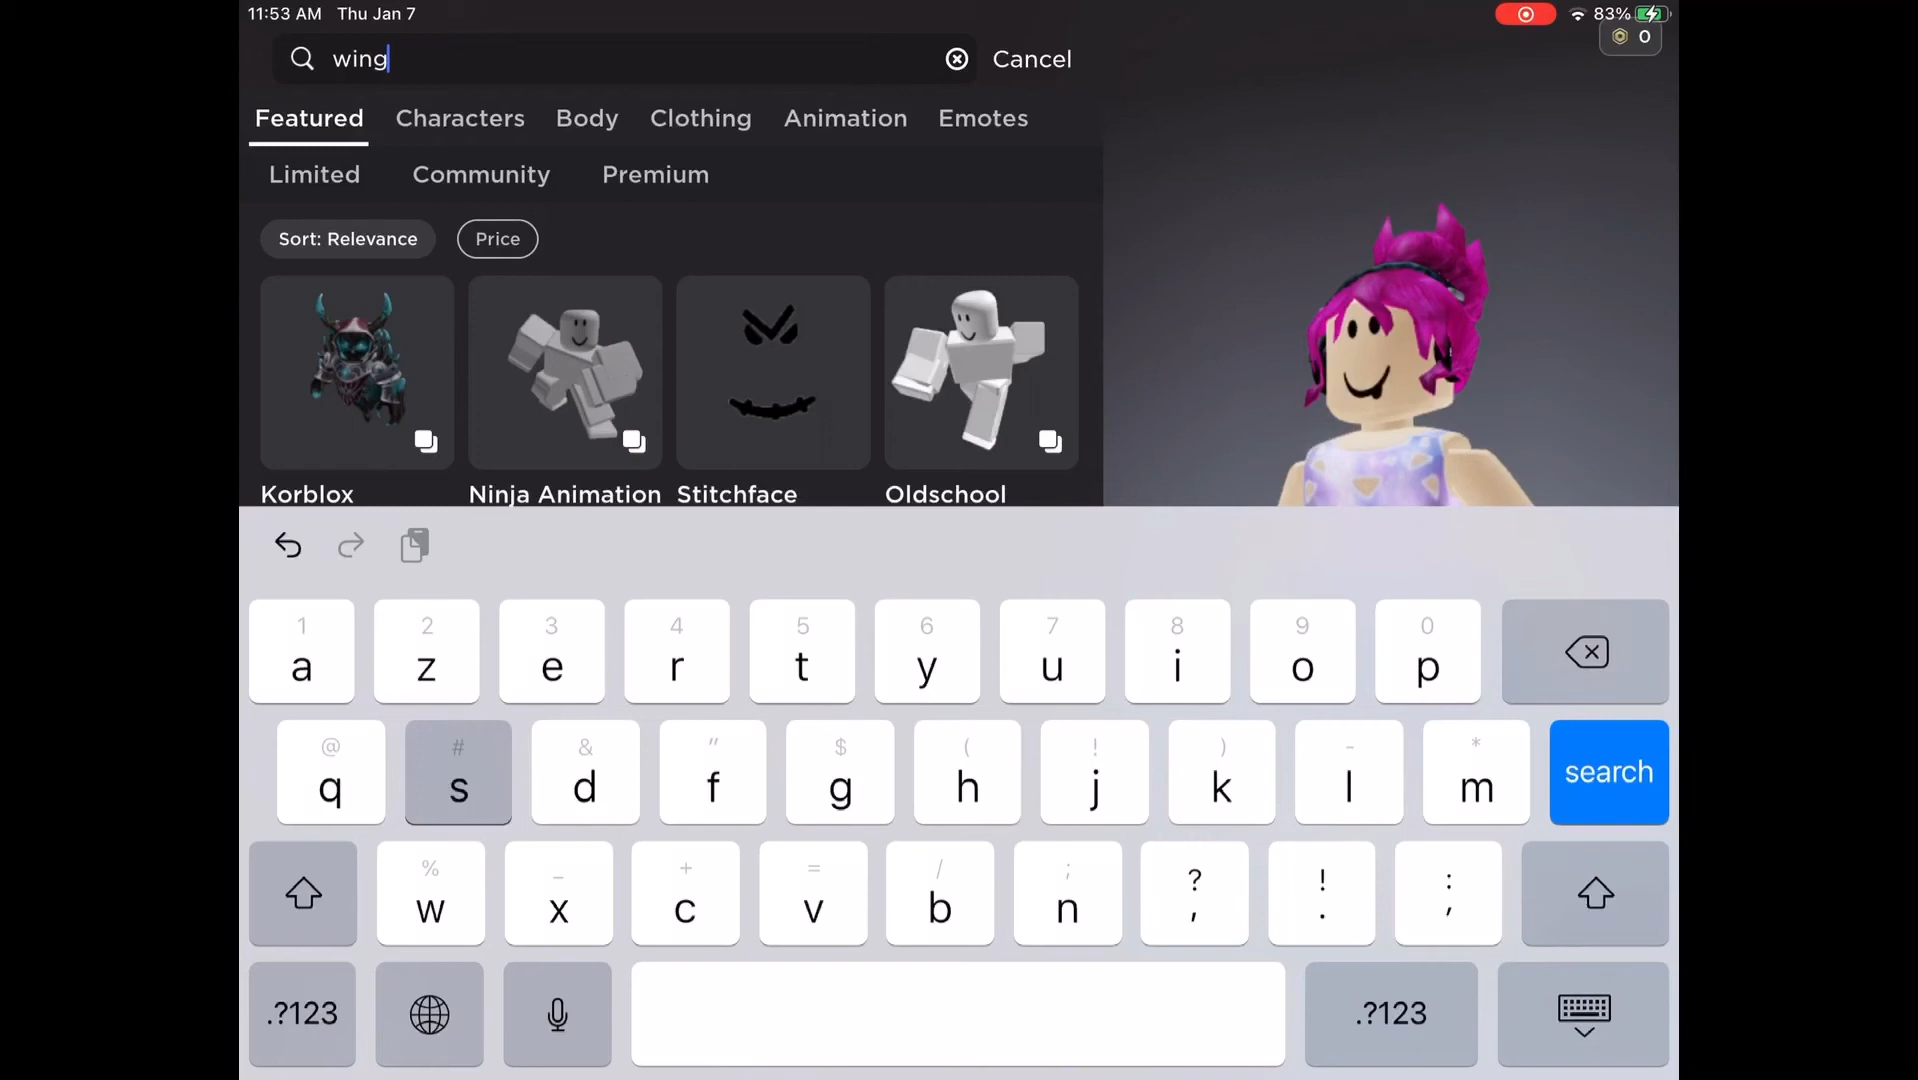 11:53 AM Thu Jan 7 83%
0
wing Cancel
Featured Characters Body Clothing Animation Emotes
Limited Community Premium
Sort: Relevance Price
Korblox Ninja Animation Stitchface Oldschool
1 2 3 4 5 6 7 8 9 0
a z e r t y u i o p
@ # & " $ ( ! ) - *
q s d f g h j k l m search
% _ + = / ; ? ! :
w x c v b n , . '
.?123 .?123